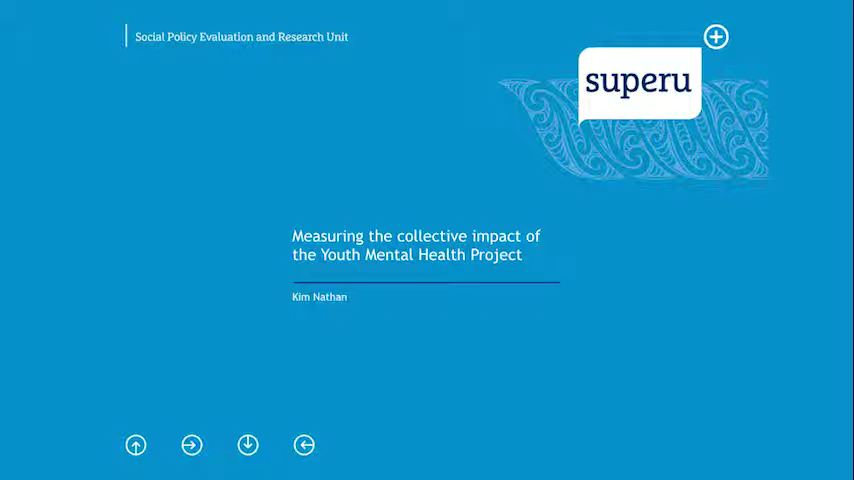 Social Policy Evaluation and Research Unit
superu
Measuring the collective impact of
the Youth Mental Health Project
Kim Nathan